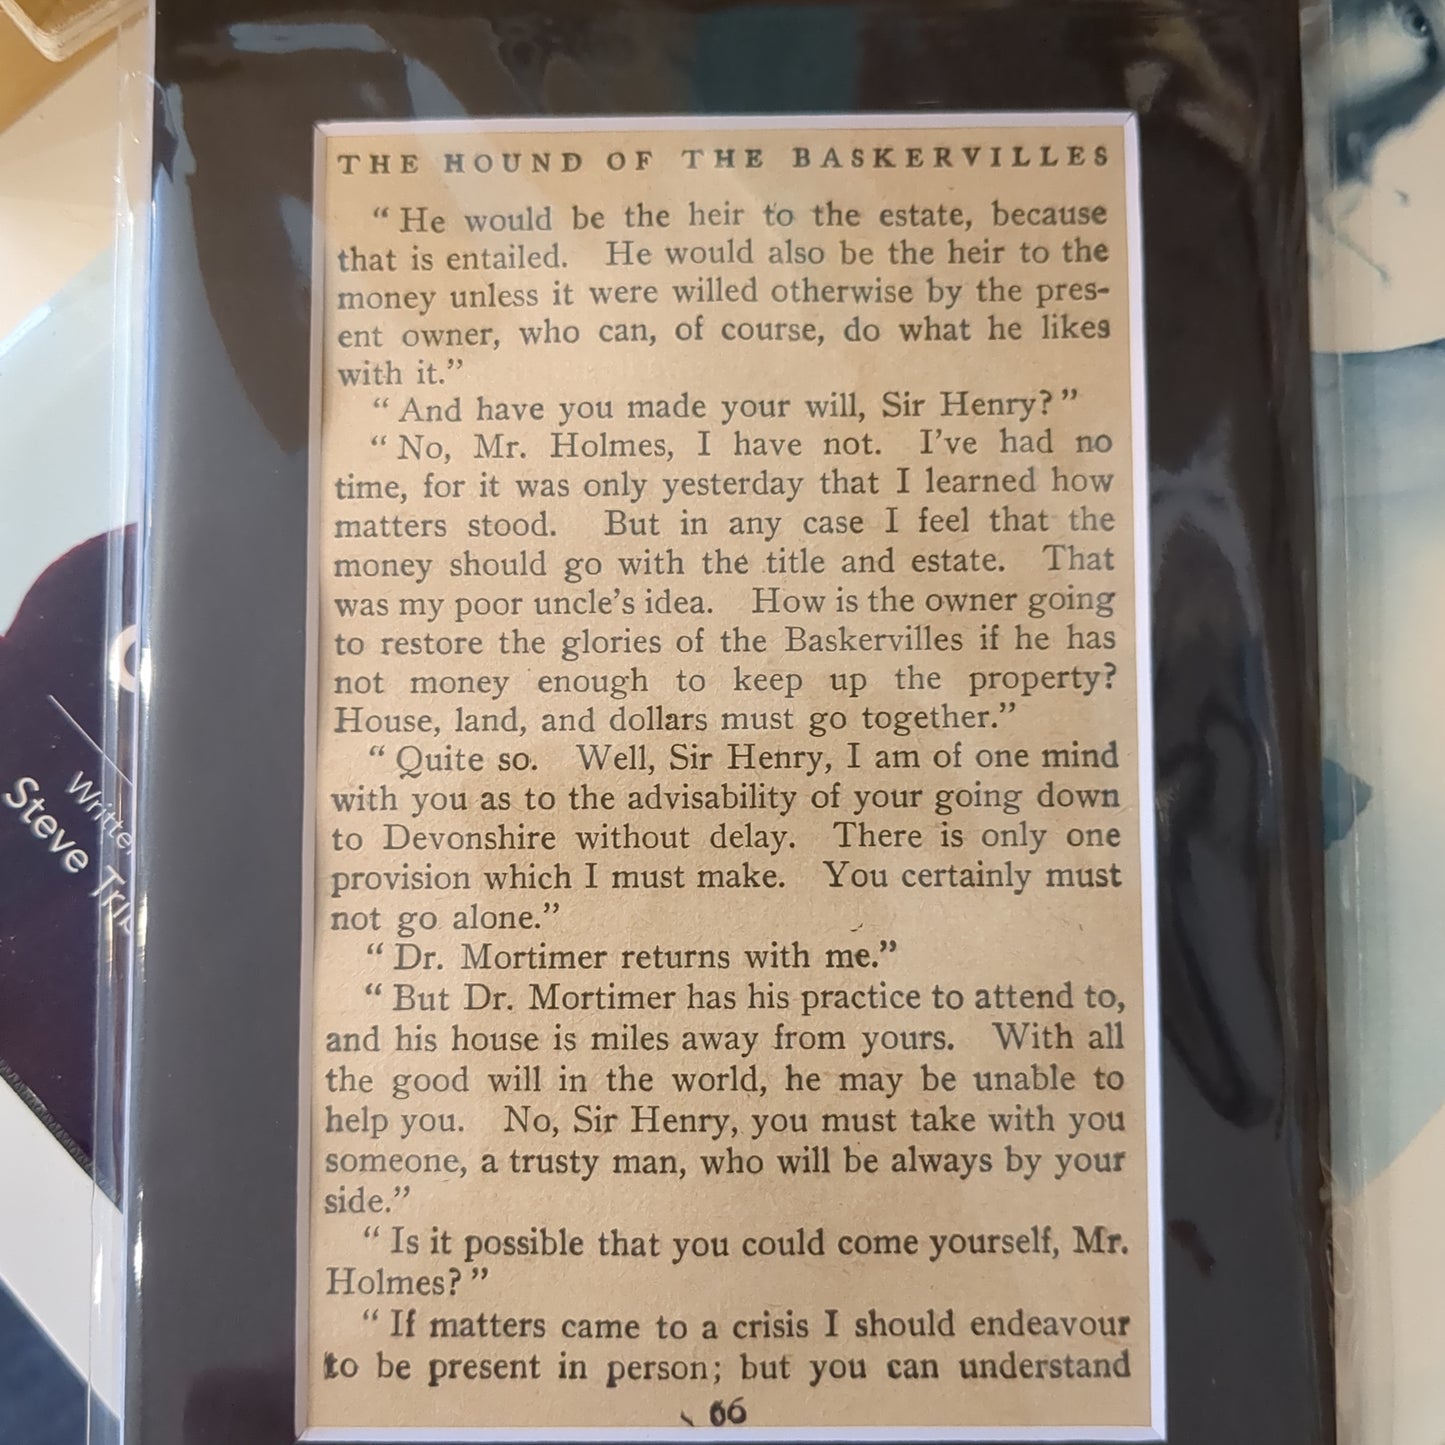 THE HOUND OF THE BASKERVILLES
“ He would be the heir to the estate, because
that is entailed. He would also be the heir to the
money unless it were willed otherwise by the pres-
ent owner, who can, of course, do what he likes
with it.”
“ And have you made your will, Sir Henry? ”
“ No, Mr. Holmes, I have not. I’ve had no
time, for it was only yesterday that I learned how
matters stood. But in any case I feel that the
money should go with the title and estate. That
was my poor uncle’s idea. How is the owner going
to restore the glories of the Baskervilles if he has
not money enough to keep up the property?
House, land, and dollars must go together.”
“ Quite so. Well, Sir Henry, I am of one mind
with you as to the advisability of your going down
to Devonshire without delay. There is only one
provision which I must make. You certainly must
not go alone.”
“ Dr. Mortimer returns with me.”
“ But Dr. Mortimer has his practice to attend to,
and his house is miles away from yours. With all
the good will in the world, he may be unable to
help you. No, Sir Henry, you must take with you
someone, a trusty man, who will be always by your
side.”
“ Is it possible that you could come yourself, Mr.
Holmes? ”
“ If matters came to a crisis I should endeavour
to be present in person; but you can understand
66
Steve